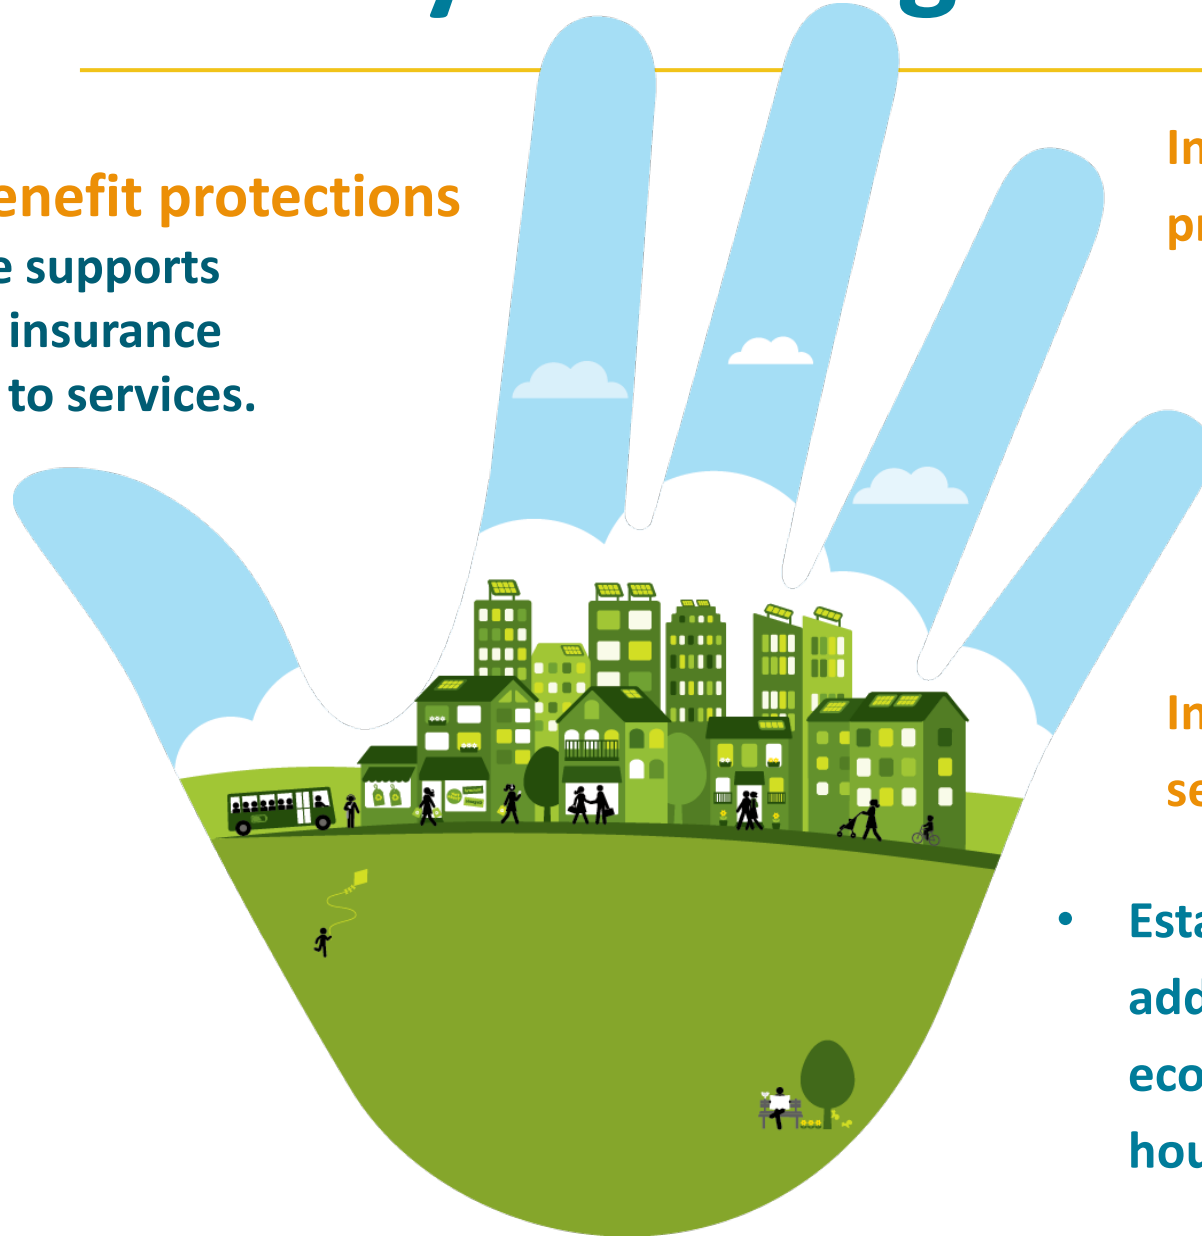 enefit protections
e supports
insurance
to services.
In
pr
In
se
• Esta
add
eco
hou